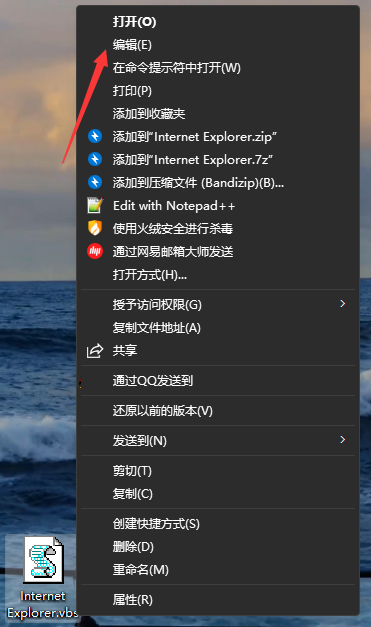 打开(O)
编辑(E)
在命令提示符中打开(W)
打印(P)
添加到收藏夹
添加到"Internet Explorer.zip"
添加到"Internet Explorer.7z"
添加到压缩文件 (Bandizip)(B)...
Edit with Notepad++
使用火绒安全进行杀毒
通过网易邮箱大师发送
打开方式(H)...
授予访问权限(G)
复制文件地址(A)
共享
通过QQ发送到
还原以前的版本(V)
发送到(N)
剪切(T)
复制(C)
创建快捷方式(S)
删除(D)
重命名(M)
属性(R)
Internet
Explorer.vbs